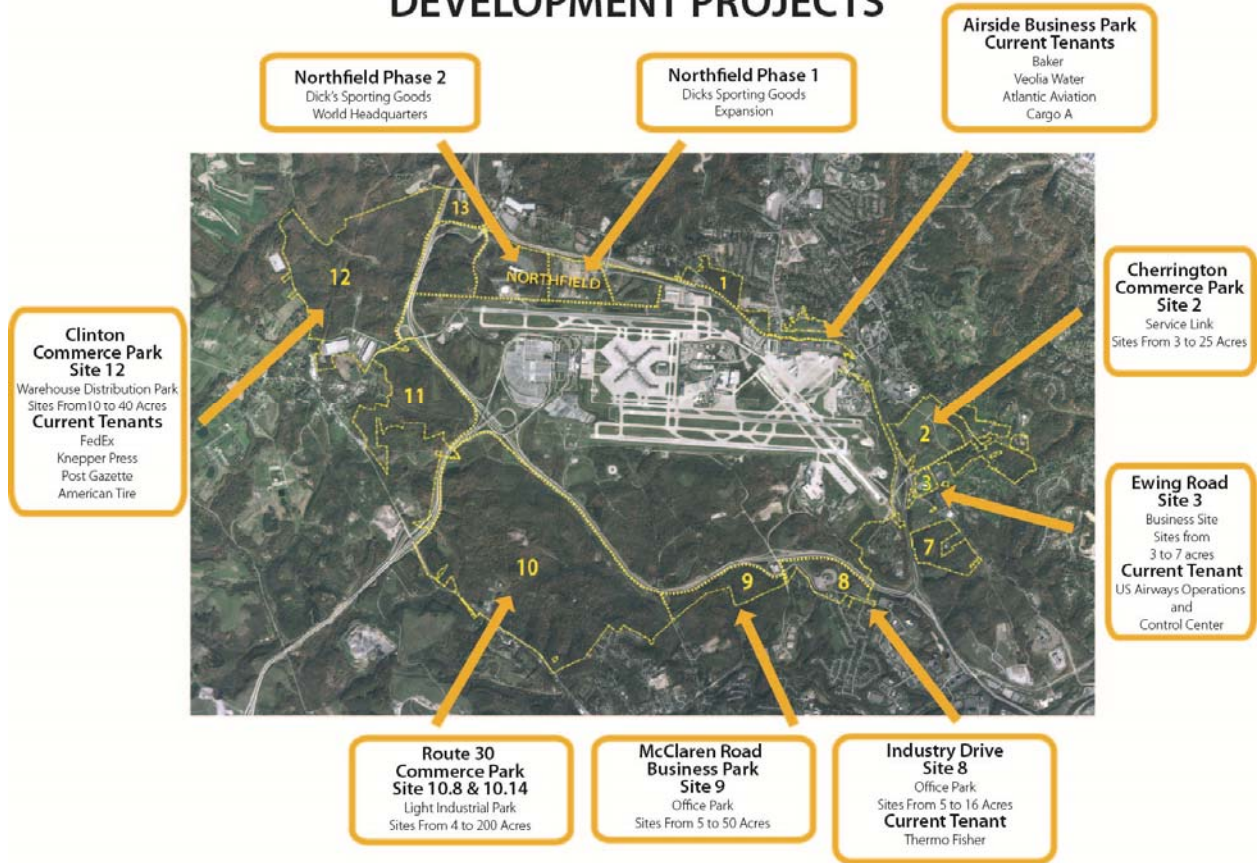 DEVELOPMENT PROJECTS
Northfield Phase 2
Dick's Sporting Goods
World Headquarters
Northfield Phase 1
Dicks Sporting Goods
Expansion
Airside Business Park
Current Tenants
Baker
Veolia Water
Atlantic Aviation
Cargo A
Clinton
Commerce Park
Site 12
Warehouse Distribution Park
Sites From10 to 40 Acres
Current Tenants
FedEx
Knepper Press
Post Gazette
American Tire
13
12
NORTHFIELD
1
11
2
3
7
10
9
8
Cherrington
Commerce Park
Site 2
Service Link
Sites From 3 to 25 Acres
Ewing Road
Site 3
Business Site
Sites from
3 to 7 acres
Current Tenant
US Airways Operations
and
Control Center
Route 30
Commerce Park
Site 10.8 & 10.14
Light Industrial Park
Sites From 4 to 200 Acres
McClaren Road
Business Park
Site 9
Office Park
Sites From 5 to 50 Acres
Industry Drive
Site 8
Office Park
Sites From 5 to 16 Acres
Current Tenant
Thermo Fisher